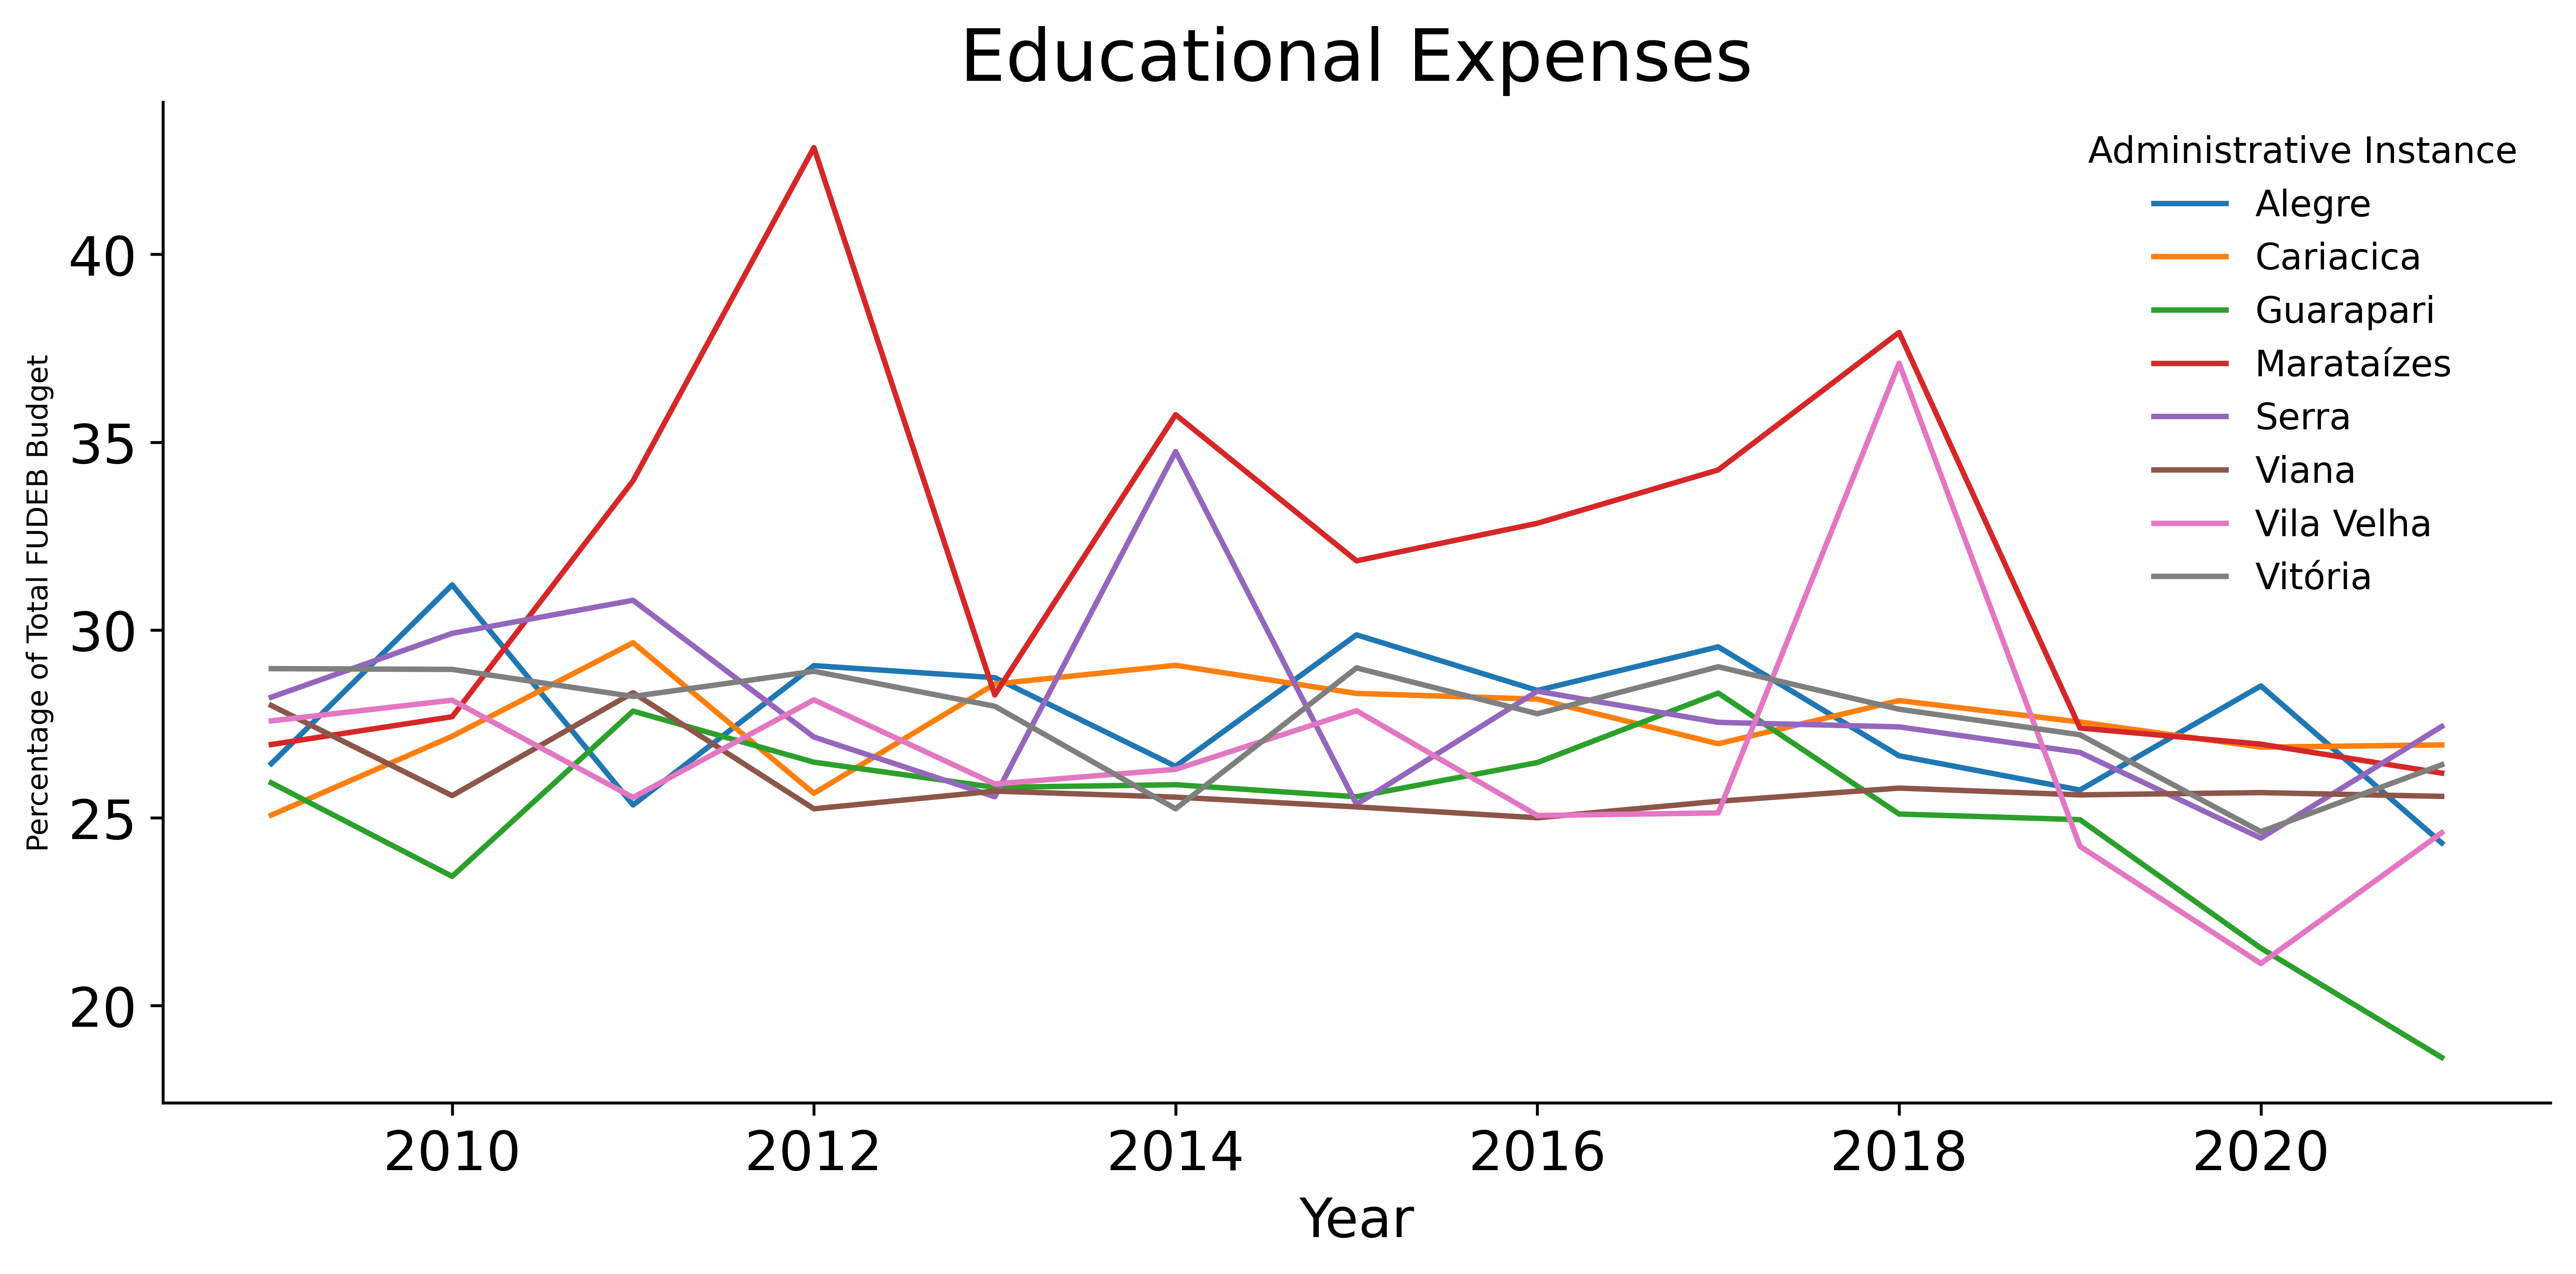 Educational Expenses
Percentage of Total FUDEB Budget
40
35
30
25
20
2010 2012 2014 2016 2018 2020
Year
Administrative Instance
Alegre
Cariacica
Guarapari
Marataízes
Serra
Viana
Vila Velha
Vitória